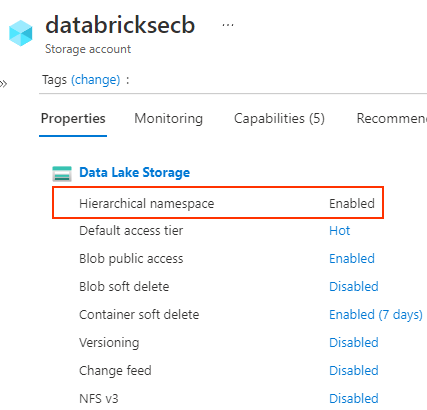 databricksecb ...
Storage account
»
Tags (change) :
Properties Monitoring Capabilities (5) Recommen
Data Lake Storage
Hierarchical namespace Enabled
Default access tier Hot
Blob public access Enabled
Blob soft delete Disabled
Container soft delete Enabled (7 days)
Versioning Disabled
Change feed Disabled
NFS v3 Disabled